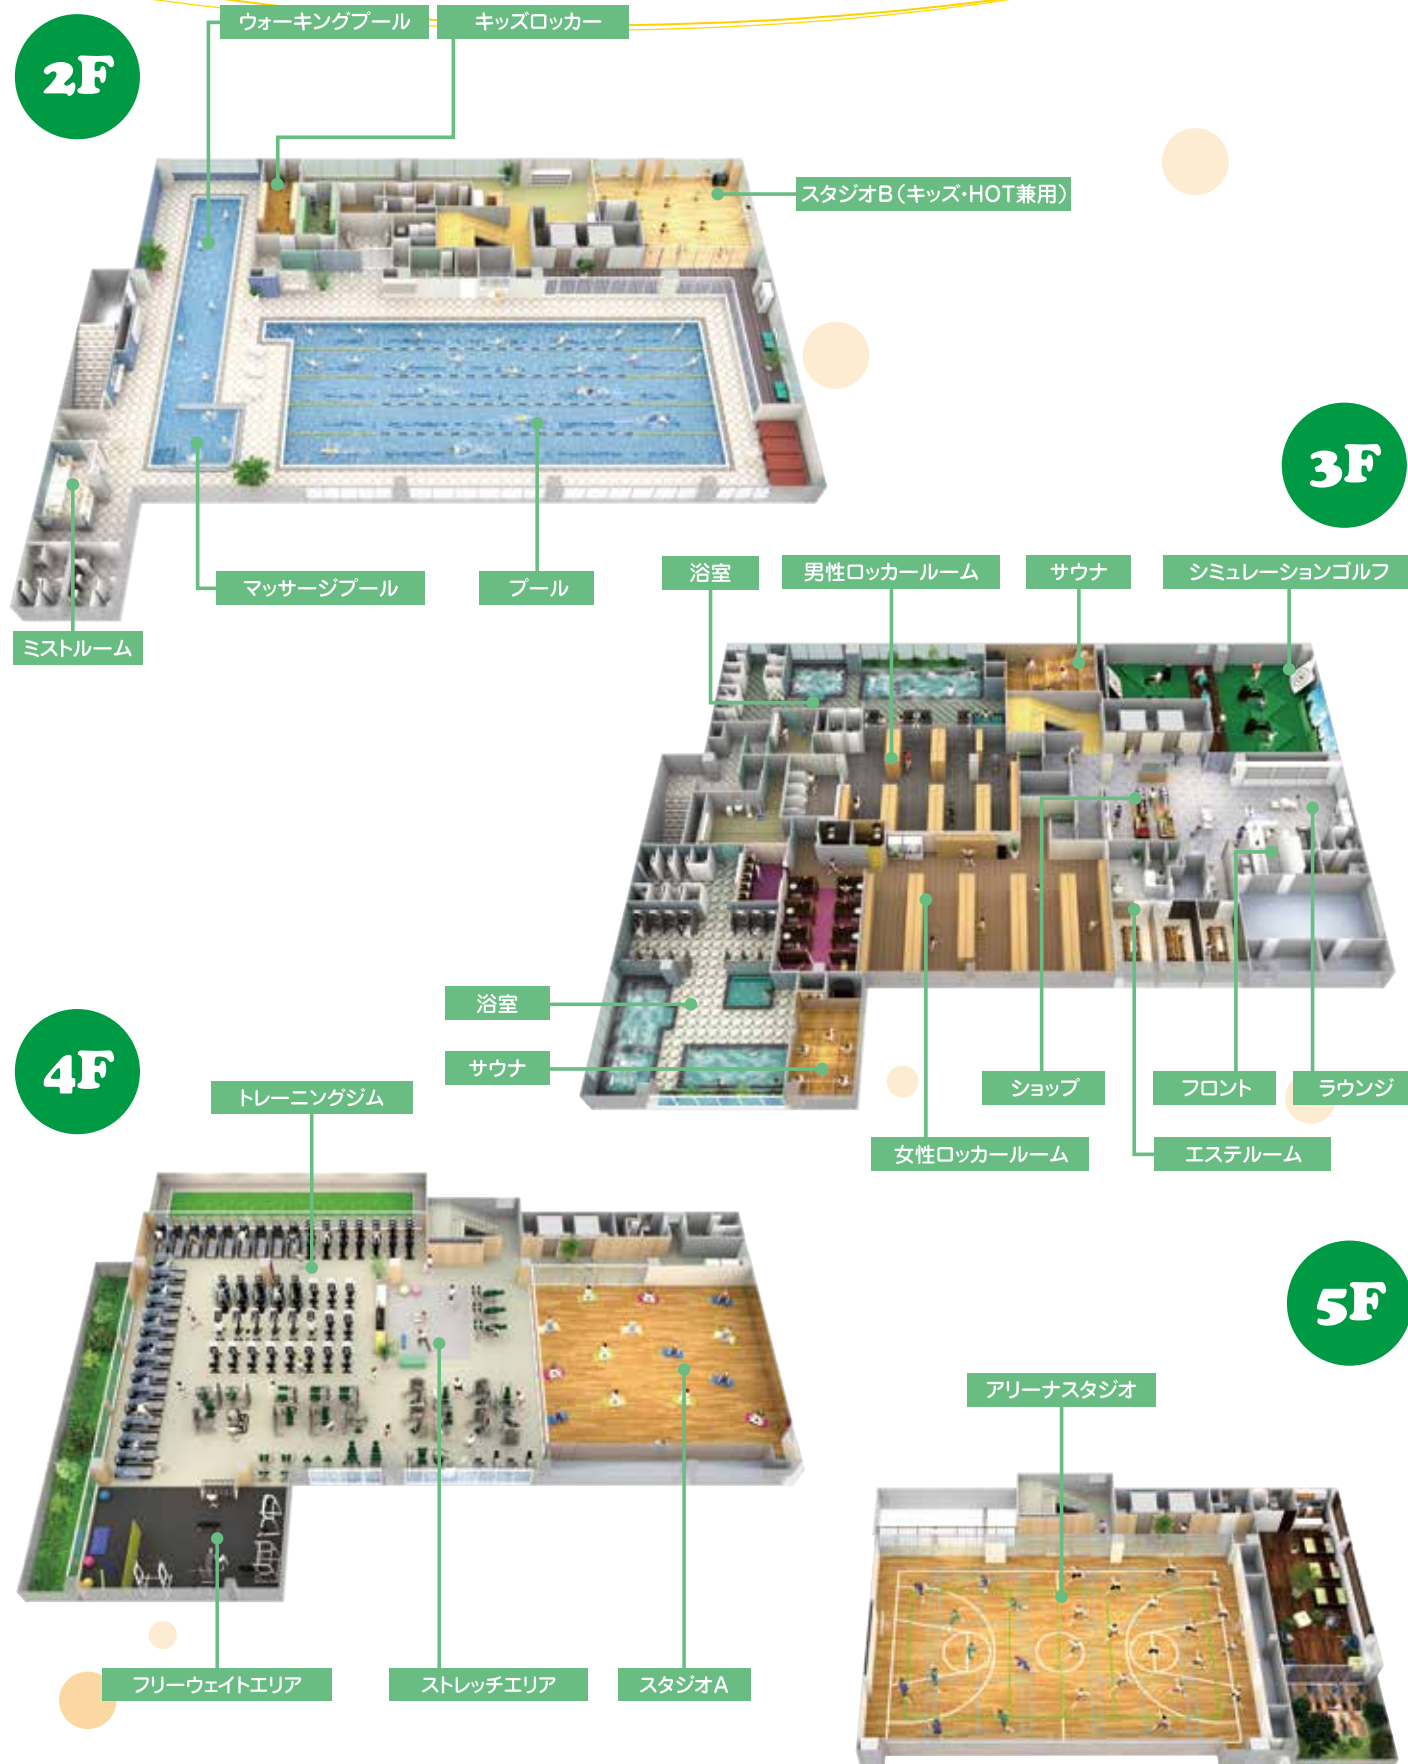 2F
ウォーキングプール
キッズロッカー
スタジオB（キッズ・HOT兼用）
マッサージプール
プール
ミストルーム
3F
浴室
男性ロッカールーム
サウナ
シミュレーションゴルフ
浴室
サウナ
ショップ
フロント
ラウンジ
女性ロッカールーム
エステルーム
4F
トレーニングジム
フリーウェイトエリア
ストレッチエリア
スタジオA
5F
アリーナスタジオ